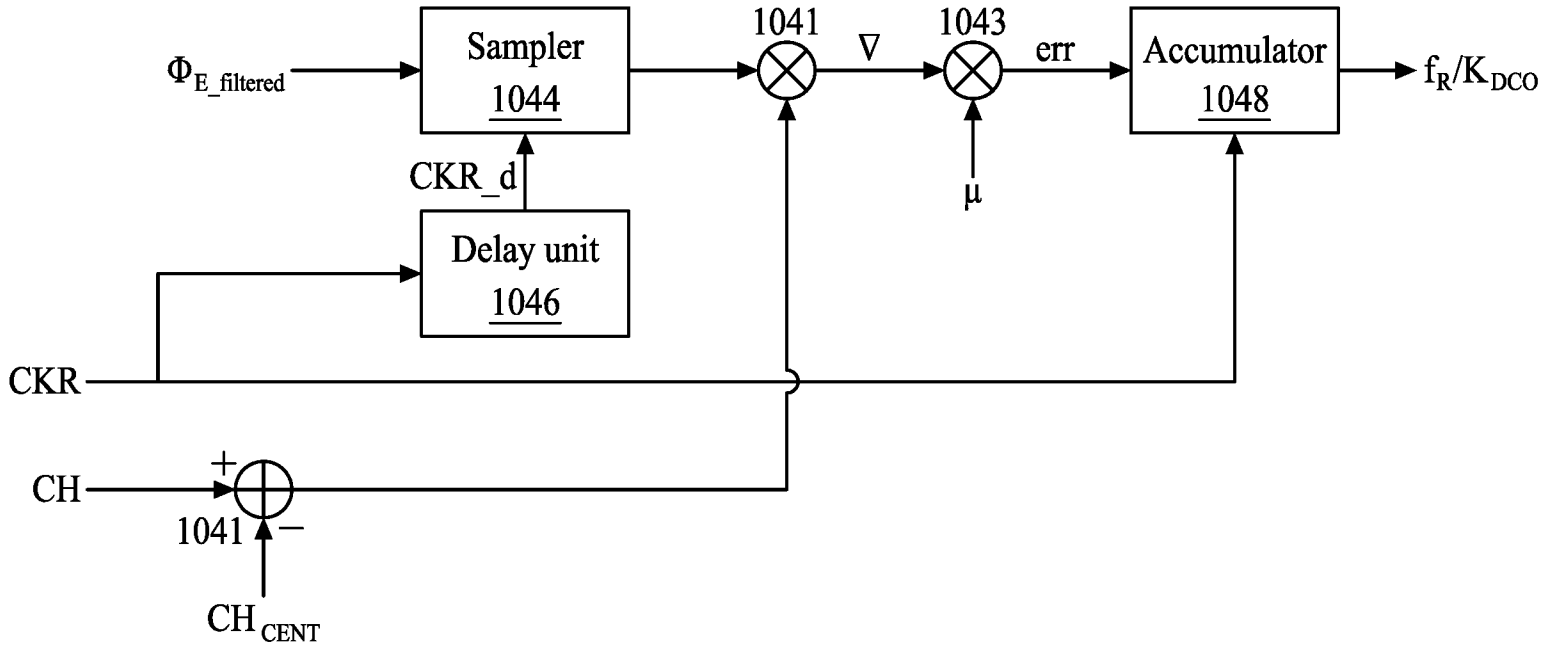 Sampler
1044
1041
∇
1043
err
Accumulator
1048
f_R/K_DCO
Φ_E_filtered
CKR_d
μ
Delay unit
1046
CKR
CH
+
1041
−
CH_CENT